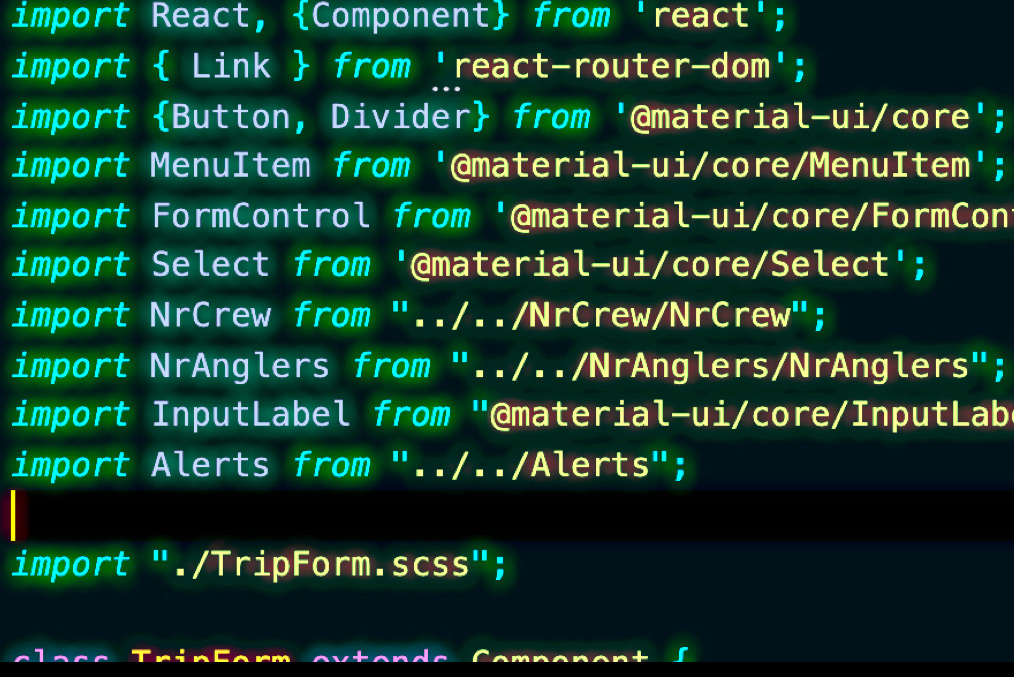 import React, {Component} from 'react';
import { Link } from 'react-router-dom';
import {Button, Divider} from '@material-ui/core';
import MenuItem from '@material-ui/core/MenuItem';
import FormControl from '@material-ui/core/FormCont
import Select from '@material-ui/core/Select';
import NrCrew from "../../NrCrew/NrCrew";
import NrAnglers from "../../NrAnglers/NrAnglers";
import InputLabel from "@material-ui/core/InputLabe
import Alerts from "../../Alerts";
import "./TripForm.scss";
class TripForm extends Component {